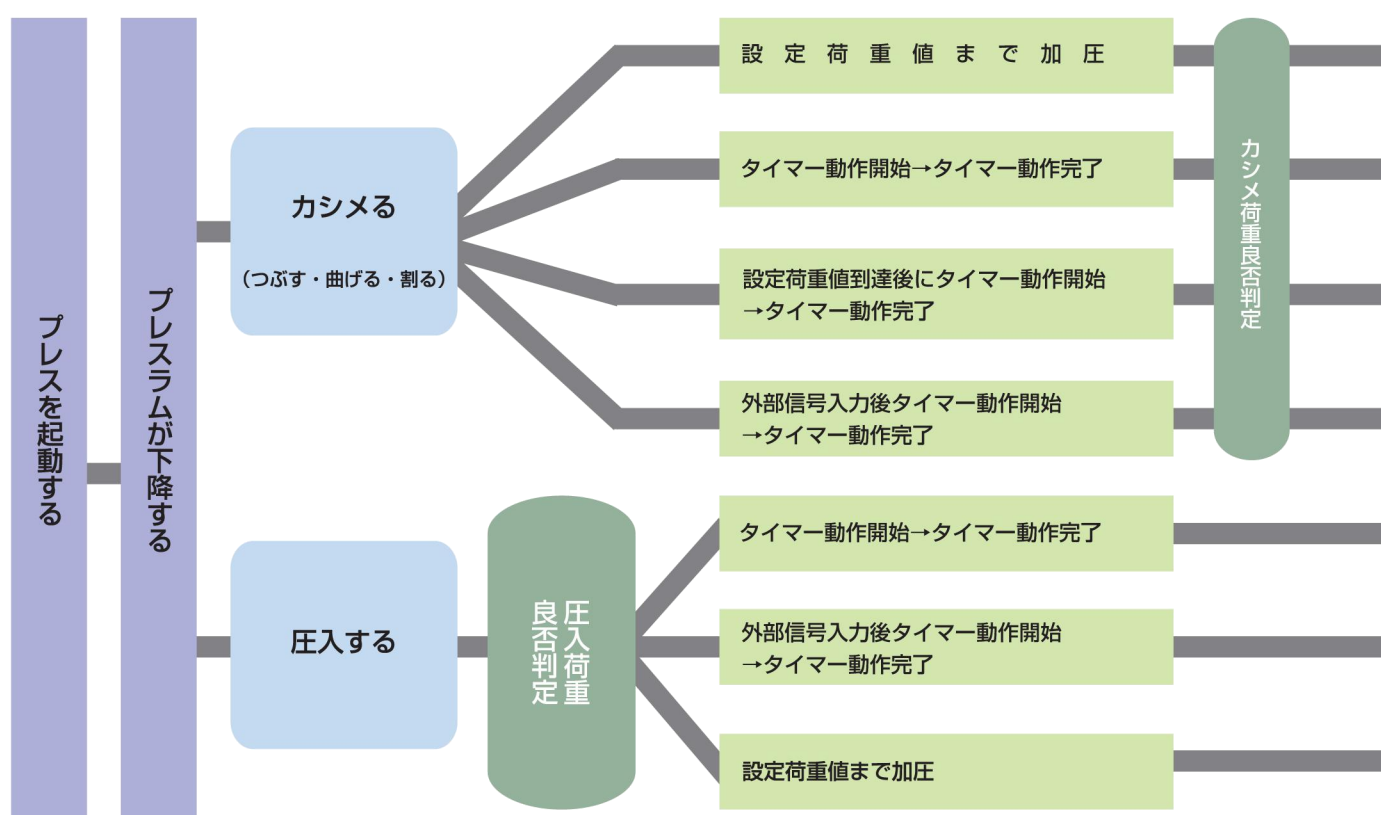 プレスを起動する
プレスラムが下降する
カシメる
(つぶす・曲げる・割る)
設定荷重値まで加圧
タイマー動作開始→タイマー動作完了
設定荷重値到達後にタイマー動作開始
→タイマー動作完了
外部信号入力後タイマー動作開始
→タイマー動作完了
カシメ荷重良否判定
圧入する
圧入荷重
良否判定
タイマー動作開始→タイマー動作完了
外部信号入力後タイマー動作開始
→タイマー動作完了
設定荷重値まで加圧